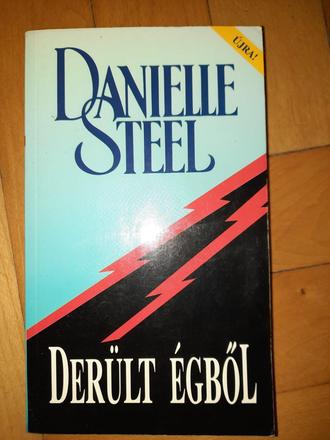 ÚJRA!
DANIELLE
STEEL
DERÜLT ÉGBŐL